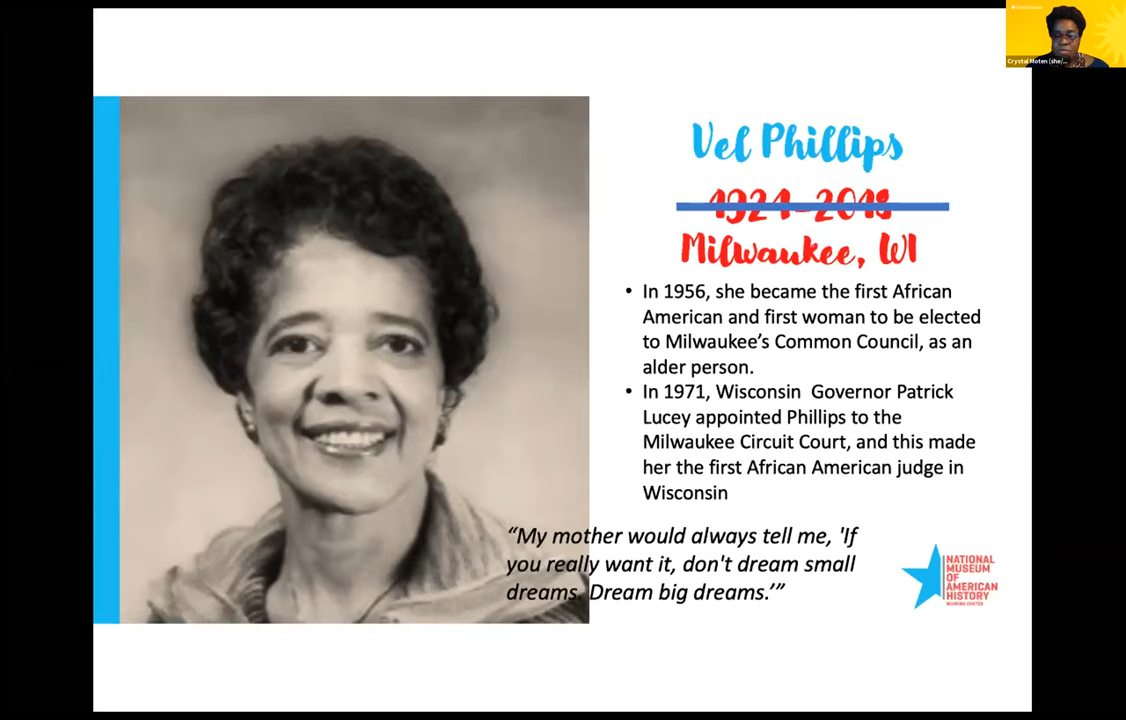 Crystal Moten (she/...
Vel Phillips
1924-2018
Milwaukee, WI
• In 1956, she became the first African
American and first woman to be elected
to Milwaukee’s Common Council, as an
alder person.
• In 1971, Wisconsin Governor Patrick
Lucey appointed Phillips to the
Milwaukee Circuit Court, and this made
her the first African American judge in
Wisconsin
“My mother would always tell me, 'If
you really want it, don't dream small
dreams. Dream big dreams.’”
NATIONAL
MUSEUM
OF
AMERICAN
HISTORY
BEHRING CENTER